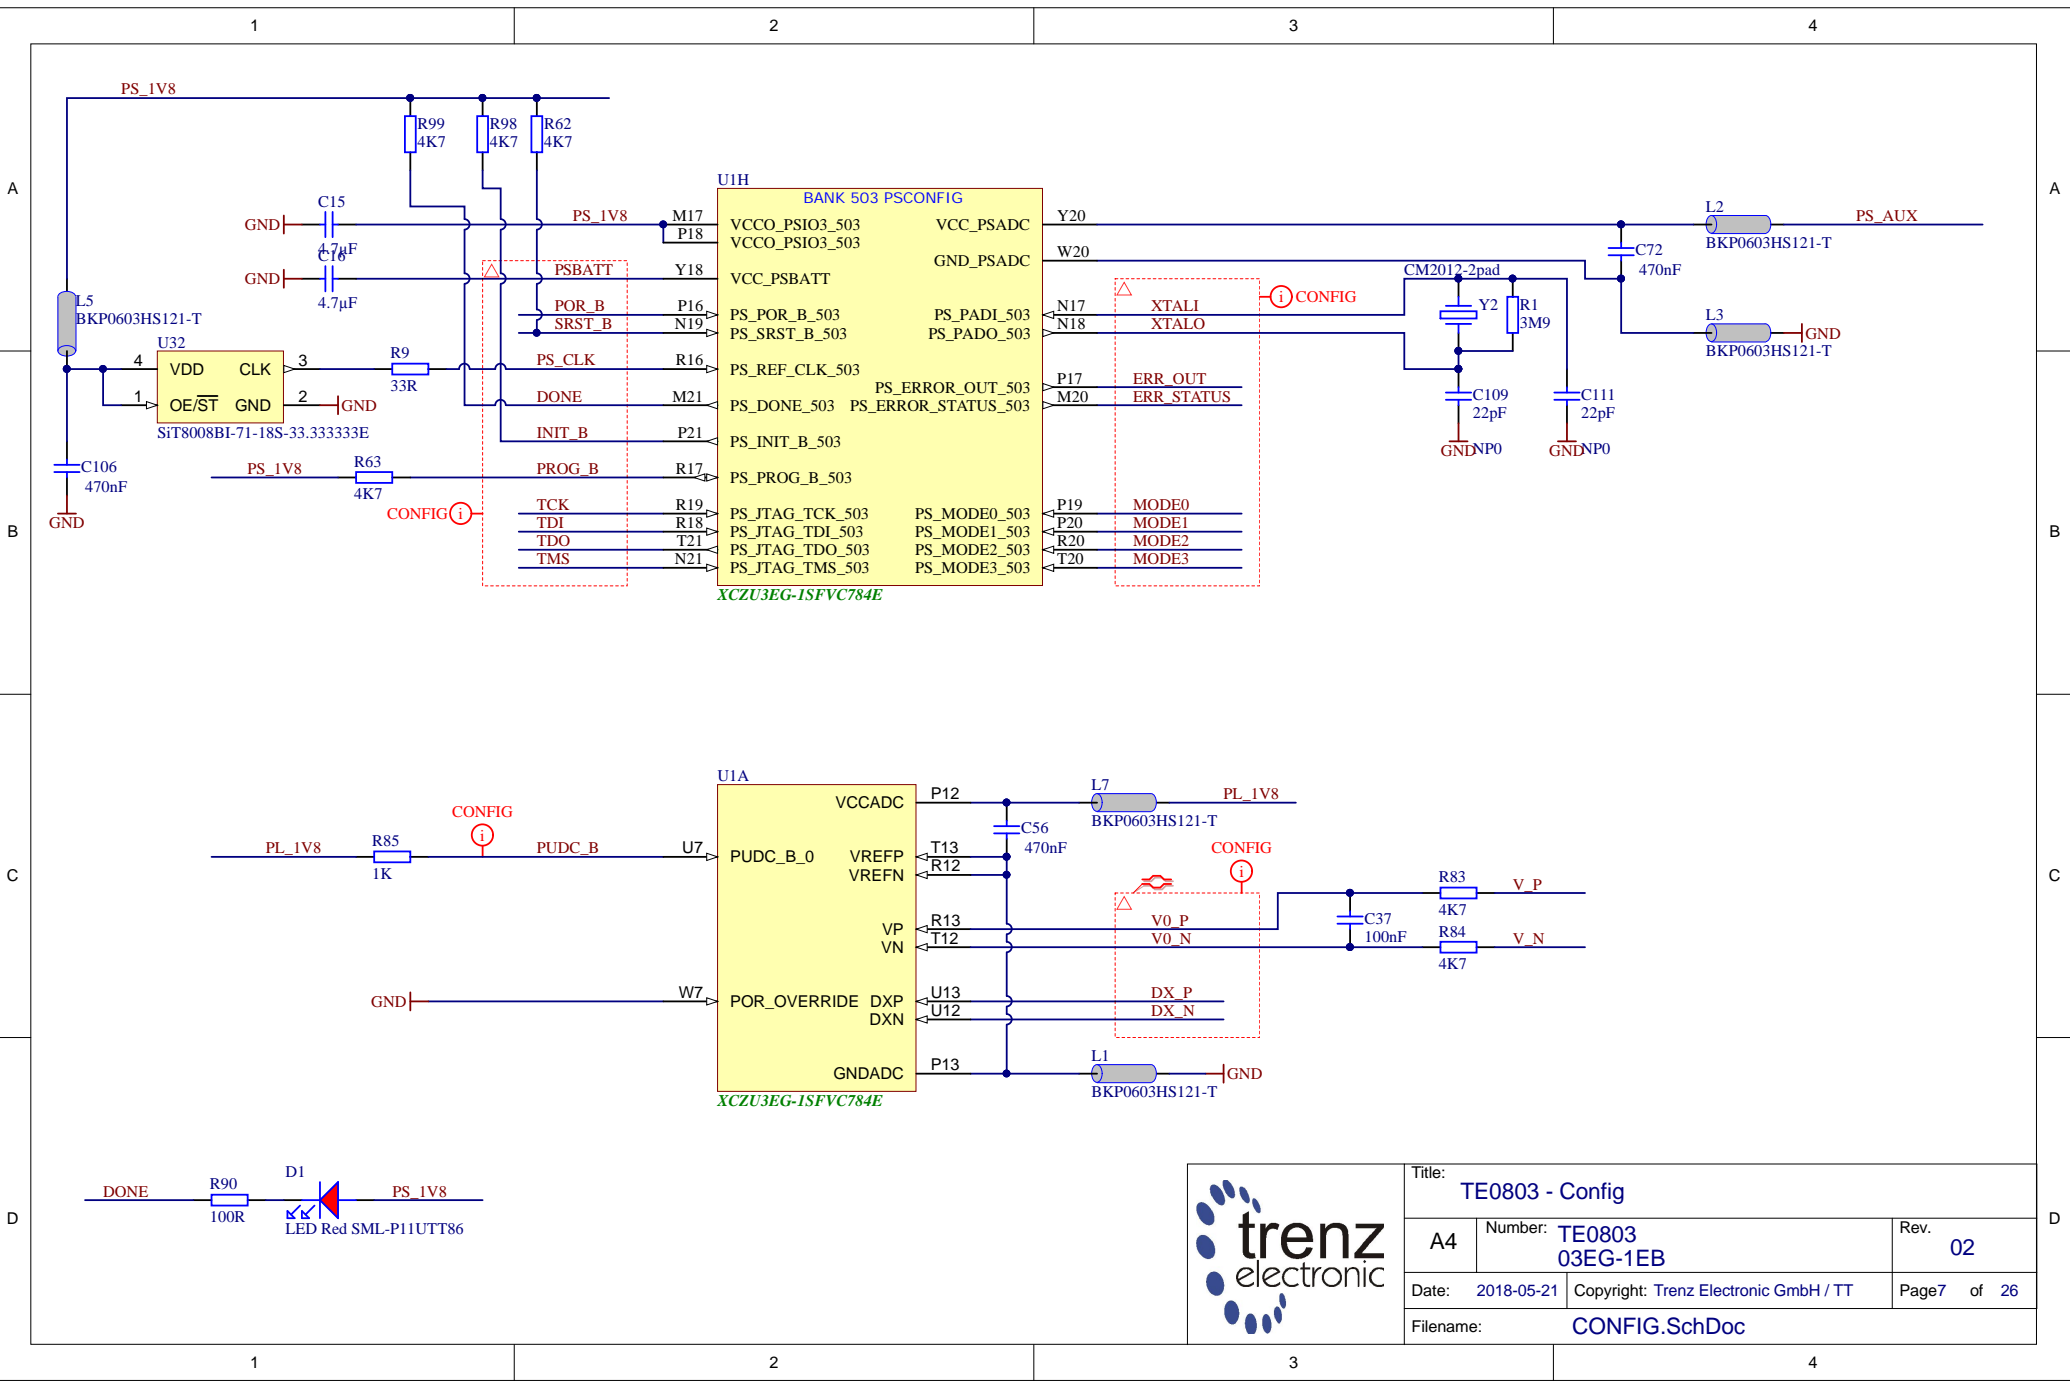 1
2
3
4
A
A
PS_1V8
R99
4K7
R98
4K7
R62
4K7
U1H
BANK 503 PSCONFIG
C15
GND
4.7µF
PS_1V8
M17
VCCO_PSIO3_503
P18
VCCO_PSIO3_503
VCC_PSADC
Y20
L2
PS_AUX
BKP0603HS121-T
C16
GND
4.7µF
PSBATT
Y18
VCC_PSBATT
GND_PSADC
W20
C72
470nF
CM2012-2pad
CONFIG
POR_B
P16
PS_POR_B_503
SRST_B
N19
PS_SRST_B_503
PS_PADI_503
N17
XTALI
PS_PADO_503
N18
XTALO
Y2
R1
3M9
L3
GND
BKP0603HS121-T
L5
BKP0603HS121-T
U32
4
VDD
CLK
3
1
OE/ST
GND
2
GND
SiT8008BI-71-18S-33.333333E
R9
33R
PS_CLK
R16
PS_REF_CLK_503
DONE
M21
PS_DONE_503
PS_ERROR_OUT_503
P17
ERR_OUT
PS_ERROR_STATUS_503
M20
ERR_STATUS
C109
22pF
GND
NP0
C111
22pF
GND
NP0
INIT_B
P21
PS_INIT_B_503
C106
470nF
GND
PS_1V8
R63
4K7
PROG_B
R17
PS_PROG_B_503
CONFIG
B
B
TCK
R19
PS_JTAG_TCK_503
PS_MODE0_503
P19
MODE0
TDI
R18
PS_JTAG_TDI_503
PS_MODE1_503
P20
MODE1
TDO
T21
PS_JTAG_TDO_503
PS_MODE2_503
R20
MODE2
TMS
N21
PS_JTAG_TMS_503
PS_MODE3_503
T20
MODE3
XCZU3EG-1SFVC784E
U1A
VCCADC
P12
L7
PL_1V8
BKP0603HS121-T
C56
470nF
CONFIG
PL_1V8
R85
1K
PUDC_B
U7
PUDC_B_0
VREFP
T13
VREFN
R12
CONFIG
C
C
VP
R13
V0_P
VN
T12
V0_N
C37
100nF
R83
4K7
V_P
R84
4K7
V_N
GND
W7
POR_OVERRIDE
DXP
U13
DX_P
DXN
U12
DX_N
GNDADC
P13
L1
GND
BKP0603HS121-T
XCZU3EG-1SFVC784E
D
D
DONE
R90
100R
D1
PS_1V8
LED Red SML-P11UTT86
trenz
electronic
Title:
TE0803 - Config
A4
Number: TE0803
03EG-1EB
Rev.
02
Date: 2018-05-21
Copyright: Trenz Electronic GmbH / TT
Page7 of 26
Filename: CONFIG.SchDoc
1
2
3
4